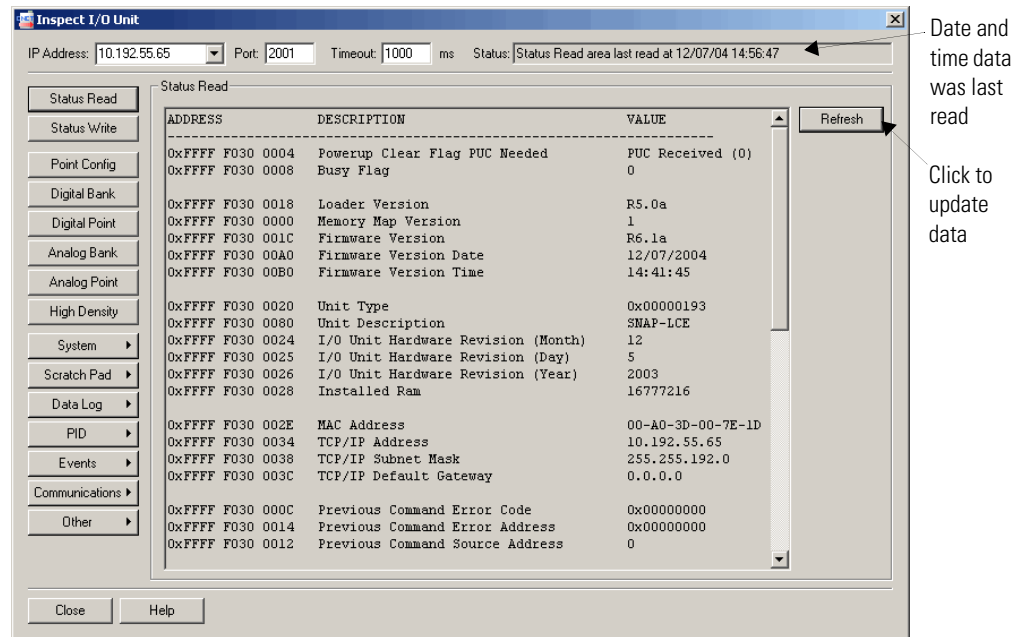 Inspect I/O Unit
IP Address: 10.192.55.65 Port: 2001 Timeout: 1000 ms Status: Status Read area last read at 12/07/04 14:56:47
Date and
time data
was last
read
Status Read
Status Write
Point Config
Digital Bank
Digital Point
Analog Bank
Analog Point
High Density
System
Scratch Pad
Data Log
PID
Events
Communications
Other
Status Read
ADDRESS DESCRIPTION VALUE
0xFFFF F030 0004 Powerup Clear Flag PUC Needed PUC Received (0)
0xFFFF F030 0008 Busy Flag 0
0xFFFF F030 0018 Loader Version R5.0a
0xFFFF F030 0000 Memory Map Version 1
0xFFFF F030 001C Firmware Version R6.1a
0xFFFF F030 00A0 Firmware Version Date 12/07/2004
0xFFFF F030 00B0 Firmware Version Time 14:41:45
0xFFFF F030 0020 Unit Type 0x00000193
0xFFFF F030 0080 Unit Description SNAP-LCE
0xFFFF F030 0024 I/O Unit Hardware Revision (Month) 12
0xFFFF F030 0025 I/O Unit Hardware Revision (Day) 5
0xFFFF F030 0026 I/O Unit Hardware Revision (Year) 2003
0xFFFF F030 0028 Installed Ram 16777216
0xFFFF F030 002E MAC Address 00-A0-3D-00-7E-1D
0xFFFF F030 0034 TCP/IP Address 10.192.55.65
0xFFFF F030 0038 TCP/IP Subnet Mask 255.255.192.0
0xFFFF F030 003C TCP/IP Default Gateway 0.0.0.0
0xFFFF F030 000C Previous Command Error Code 0x00000000
0xFFFF F030 0014 Previous Command Error Address 0x00000000
0xFFFF F030 0012 Previous Command Source Address 0
Refresh
Click to
update
data
Close Help